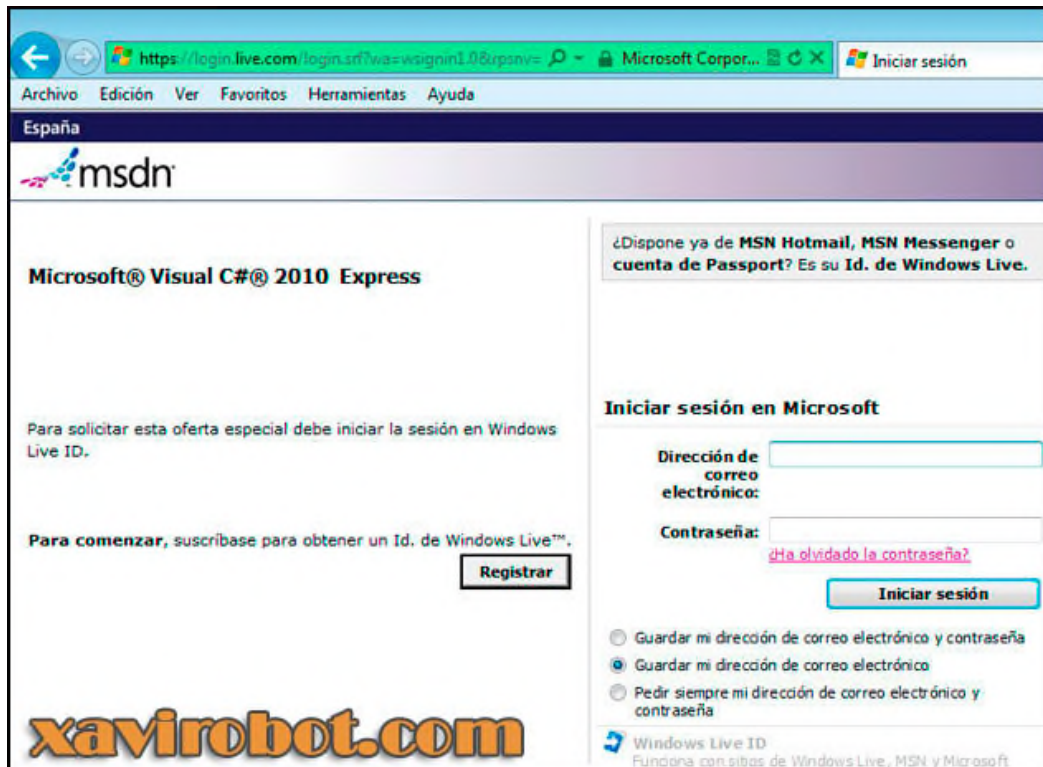 https://login.live.com/login.srf?wa=wsignin1.0&rpsnv=
Microsoft Corpor...
Iniciar sesión
Archivo Edición Ver Favoritos Herramientas Ayuda
España
msdn
Microsoft® Visual C#® 2010 Express
Para solicitar esta oferta especial debe iniciar la sesión en Windows
Live ID.
Para comenzar, suscríbase para obtener un Id. de Windows Live™.
Registrar
¿Dispone ya de MSN Hotmail, MSN Messenger o
cuenta de Passport? Es su Id. de Windows Live.
Iniciar sesión en Microsoft
Dirección de
correo
electrónico:
Contraseña:
¿Ha olvidado la contraseña?
Iniciar sesión
Guardar mi dirección de correo electrónico y contraseña
Guardar mi dirección de correo electrónico
Pedir siempre mi dirección de correo electrónico y
contraseña
Windows Live ID
Funciona con sitios de Windows Live, MSN y Microsoft
xavirobot.com